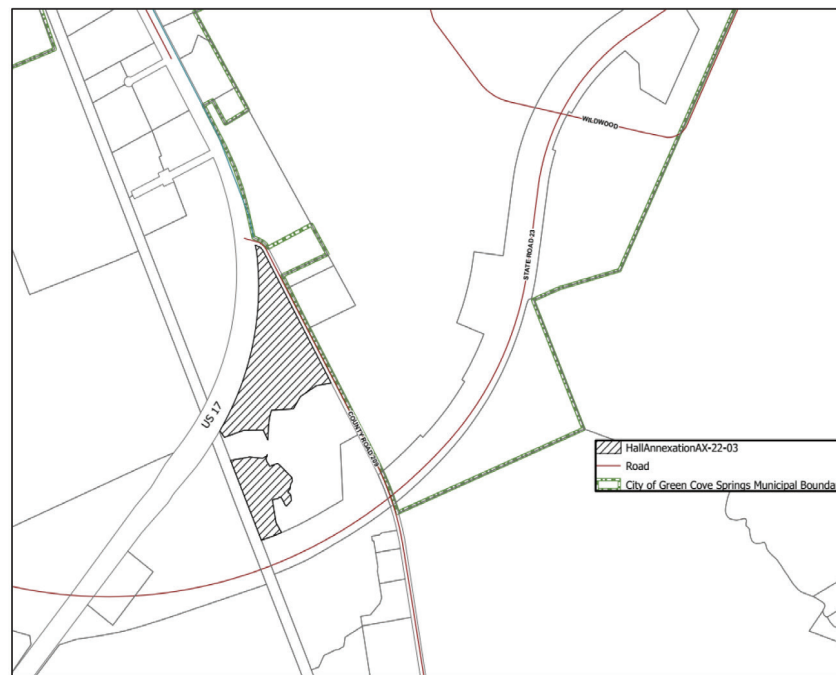 WILDWOOD
STATE ROAD 23
US 17
COUNTY ROAD 209
HallAnnexationAX-22-03
Road
City of Green Cove Springs Municipal Bounda